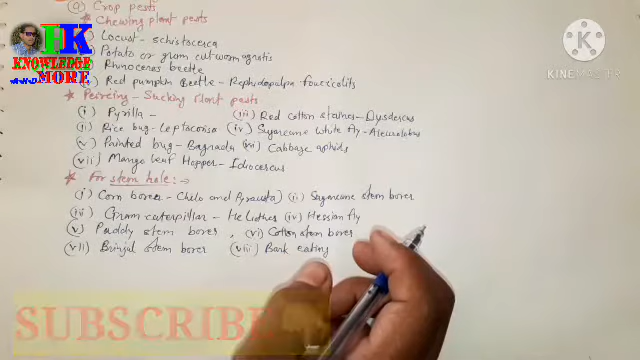 (a) Crop pests
* Chewing plant pests
Locust - schistocerca
Potato or gram cutworm agrotis
Rhinoceros beetle
Red pumpkin Beetle - Raphidopalpa foveicollis
* Peircing - Sucking Plant pests
(i) Pyrilla - (iii) Red cotton stainer - Dysdercus
(ii) Rice bug - Leptacorisa (iv) Sugarcane white fly - Aleurolobus
(v) Painted bug - Bagrada (vi) Cabbage aphids
(vii) Mango leaf Hopper - Idiocerus
* For stem hole :→
(i) Corn borer - Chilo and Pyrausta (ii) Sugarcane stem borer
(iii) Gram caterpillar - Heliothes (iv) Hessian fly
(v) Paddy stem borer , (vi) Cotton stem borer
(vii) Brinjal stem borer (viii) Bark eating
HK
KNOWLEDGE
AND
MORE
KINEMASTER
SUBSCRIBE